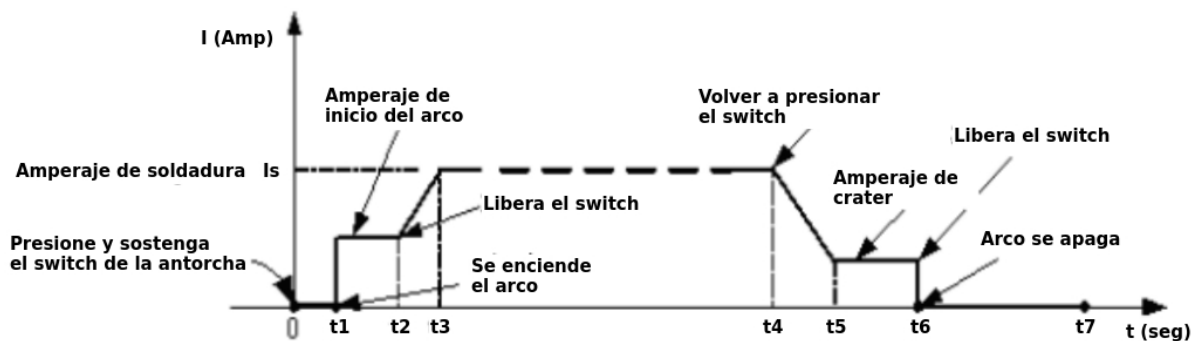 I (Amp)
Amperaje de
inicio del arco
Volver a presionar
el switch
Libera el switch
Amperaje de soldadura Is
Amperaje de
crater
Libera el switch
Presione y sostenga
el switch de la antorcha
Se enciende
el arco
Arco se apaga
0 t1 t2 t3 t4 t5 t6 t7 t (seg)